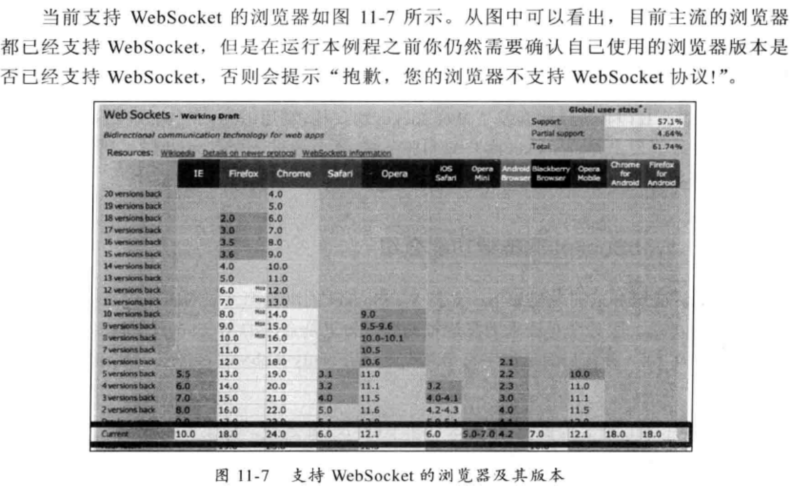 当前支持 WebSocket 的浏览器如图 11-7 所示。从图中可以看出，目前主流的浏览器
都已经支持 WebSocket，但是在运行本例程之前你仍然需要确认自己使用的浏览器版本是
否已经支持 WebSocket，否则会提示“抱歉，您的浏览器不支持 WebSocket 协议!”。
Web Sockets - Working Draft
Global user stats*:
Support: 57.1%
Partial support: 4.64%
Total: 61.74%
Bidirectional communication technology for web apps
Resources: Wikipedia Details on newer protocol WebSockets information
IE Firefox Chrome Safari Opera iOS Safari Opera Mini Android Browser Blackberry Browser Opera Mobile Chrome for Android Firefox for Android
20 versions back 4.0
19 versions back 5.0
18 versions back 2.0 6.0
17 versions back 3.0 7.0
16 versions back 3.5 8.0
15 versions back 3.6 9.0
14 versions back 4.0 10.0
13 versions back 5.0 11.0
12 versions back 6.0 Moz 12.0
11 versions back 7.0 Moz 13.0
10 versions back 8.0 Moz 14.0 9.0
9 versions back 9.0 Moz 15.0 9.5-9.6
8 versions back 10.0 Moz 16.0 10.0-10.1
7 versions back 11.0 17.0 10.5
6 versions back 12.0 18.0 10.6 2.1
5 versions back 5.5 13.0 19.0 3.1 11.0 2.2 10.0
4 versions back 6.0 14.0 20.0 3.2 11.1 3.2 2.3 11.0
3 versions back 7.0 15.0 21.0 4.0 11.5 4.0-4.1 3.0 11.1
2 versions back 8.0 16.0 22.0 5.0 11.6 4.2-4.3 4.0 11.5
Current 10.0 18.0 24.0 6.0 12.1 6.0 5.0-7.0 4.2 7.0 12.1 18.0 18.0
图 11-7 支持 WebSocket 的浏览器及其版本